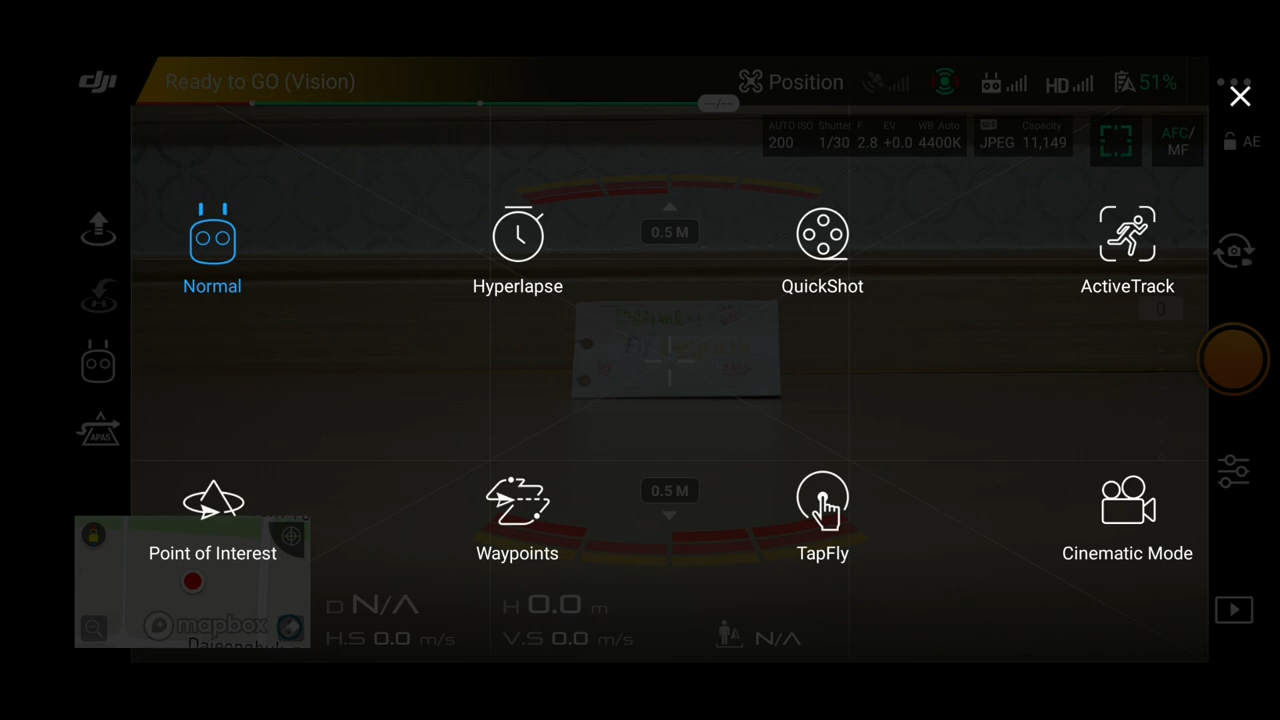 dji Ready to GO (Vision) Position HD 51%
--/--
AUTO ISO Shutter F EV WB Auto Capacity AFC/
200 1/30 2.8 +0.0 4400K JPEG 11,149 MF AE
0.5 M
Normal Hyperlapse QuickShot ActiveTrack
0
APAS
0.5 M
Point of Interest Waypoints TapFly Cinematic Mode
D N/A H 0.0 m
mapbox
H.S 0.0 m/s V.S 0.0 m/s N/A